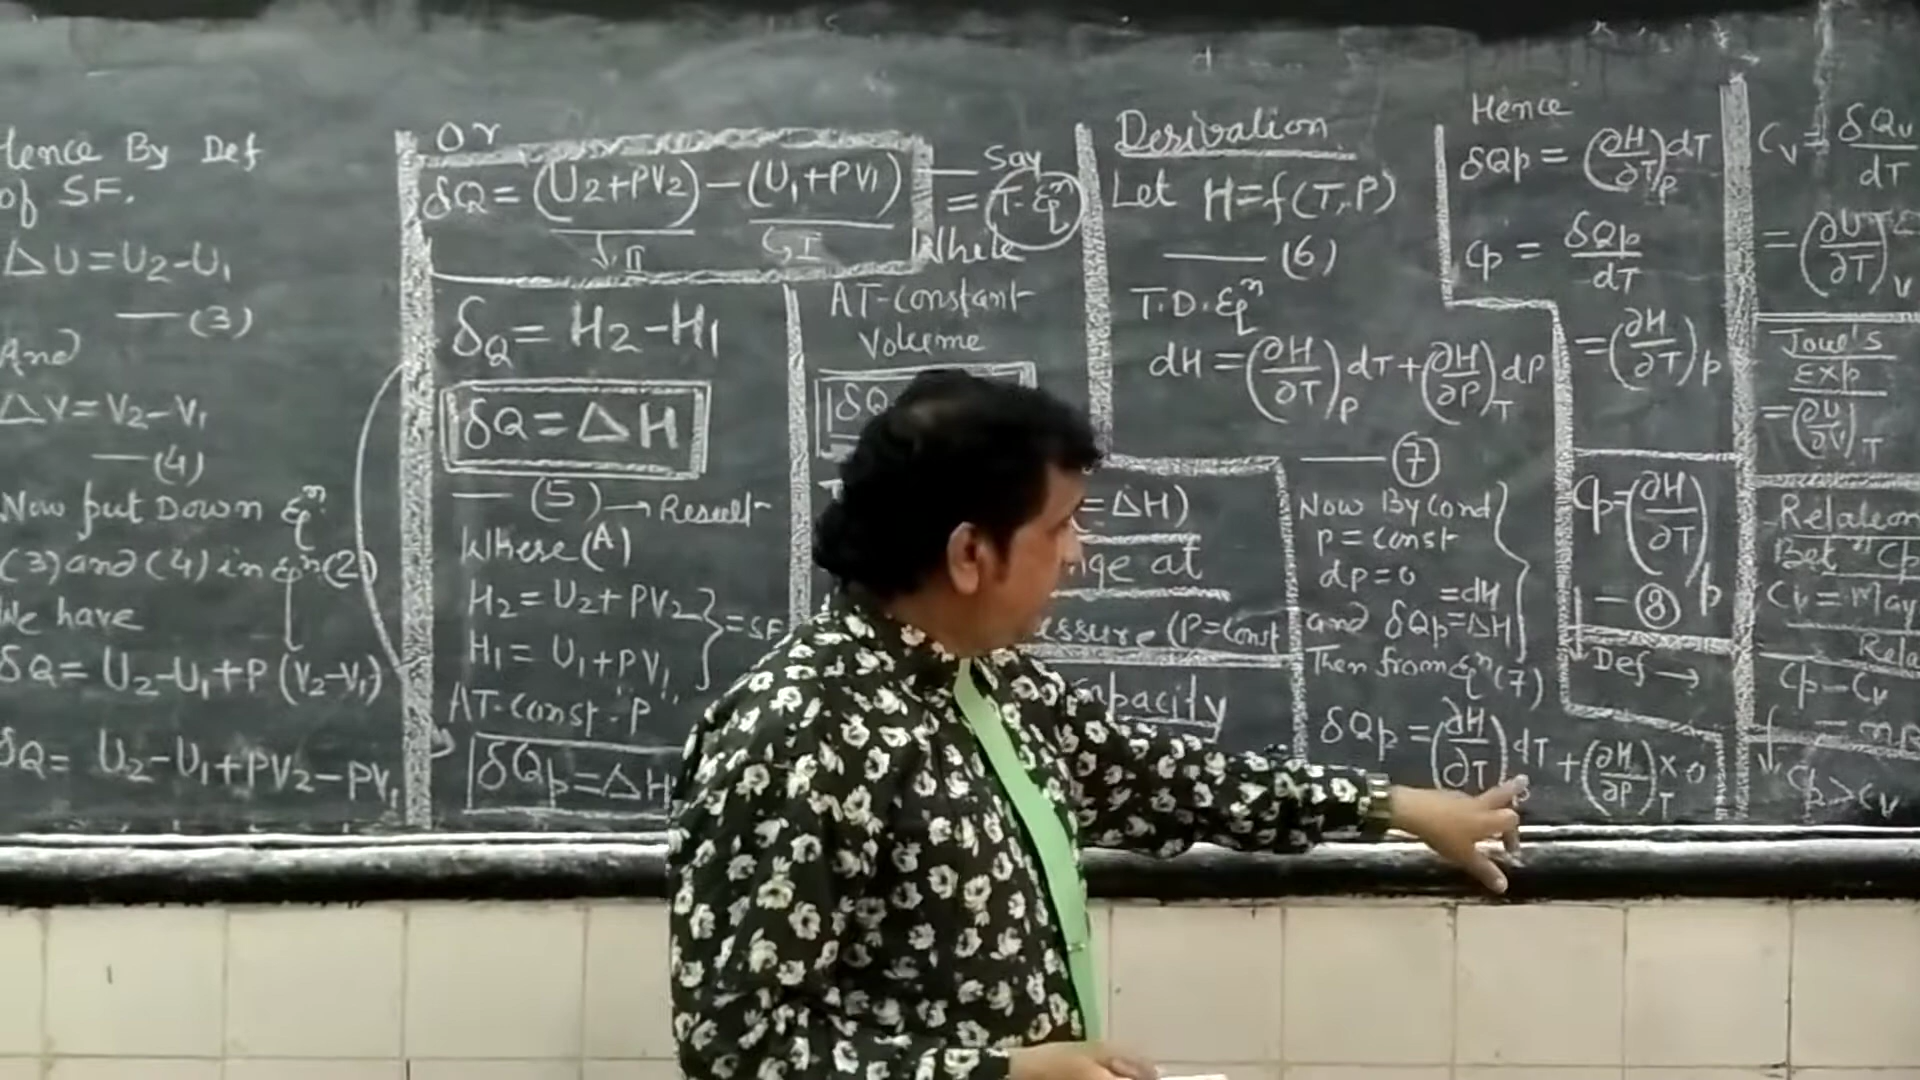 Hence By Def
of SF.
ΔU = U₂-U₁
— (3)
And
ΔV = V₂-V₁
— (4)
Now put Down Eqⁿ
(3) and (4) in eqⁿ(2)
We have
δQ = U₂-U₁+P(V₂-V₁)
δQ = U₂-U₁+PV₂-PV₁
Or
δQ = (U₂+PV₂)-(U₁+PV₁)
II I
— Say
= T-Eqⁿ
While
δQ = H₂-H₁
δQ = ΔH
— (5) → Result
Where (A)
H₂ = U₂+PV₂
H₁ = U₁+PV₁
AT-Const-'P'
δQp = ΔH
AT-Constant
Volume
δQ
= ΔH)
at
(P=Const
Derivation
Let H=f(T,P)
— (6)
T.D.Eqⁿ
dH = (∂H/∂T)P dT + (∂H/∂P)T dP
— (7)
Now By Cond
p = const
dp = 0
=dH
and δQp = ΔH
Then from Eqⁿ(7)
δQp = (∂H/∂T)P dT + (∂H/∂P)T × 0
Hence
δQp = (∂H/∂T)P dT
Cp = δQp/dT
= (∂H/∂T)p
Cp = (∂H/∂T)p
— (8)
Def →
Cv = δQv/dT
= (∂U/∂T)V
Joul's
Exp
= (∂U/∂V)T
Relation
Betⁿ Cp
Cv = May
Rela
Cp - Cv
Cp > Cv